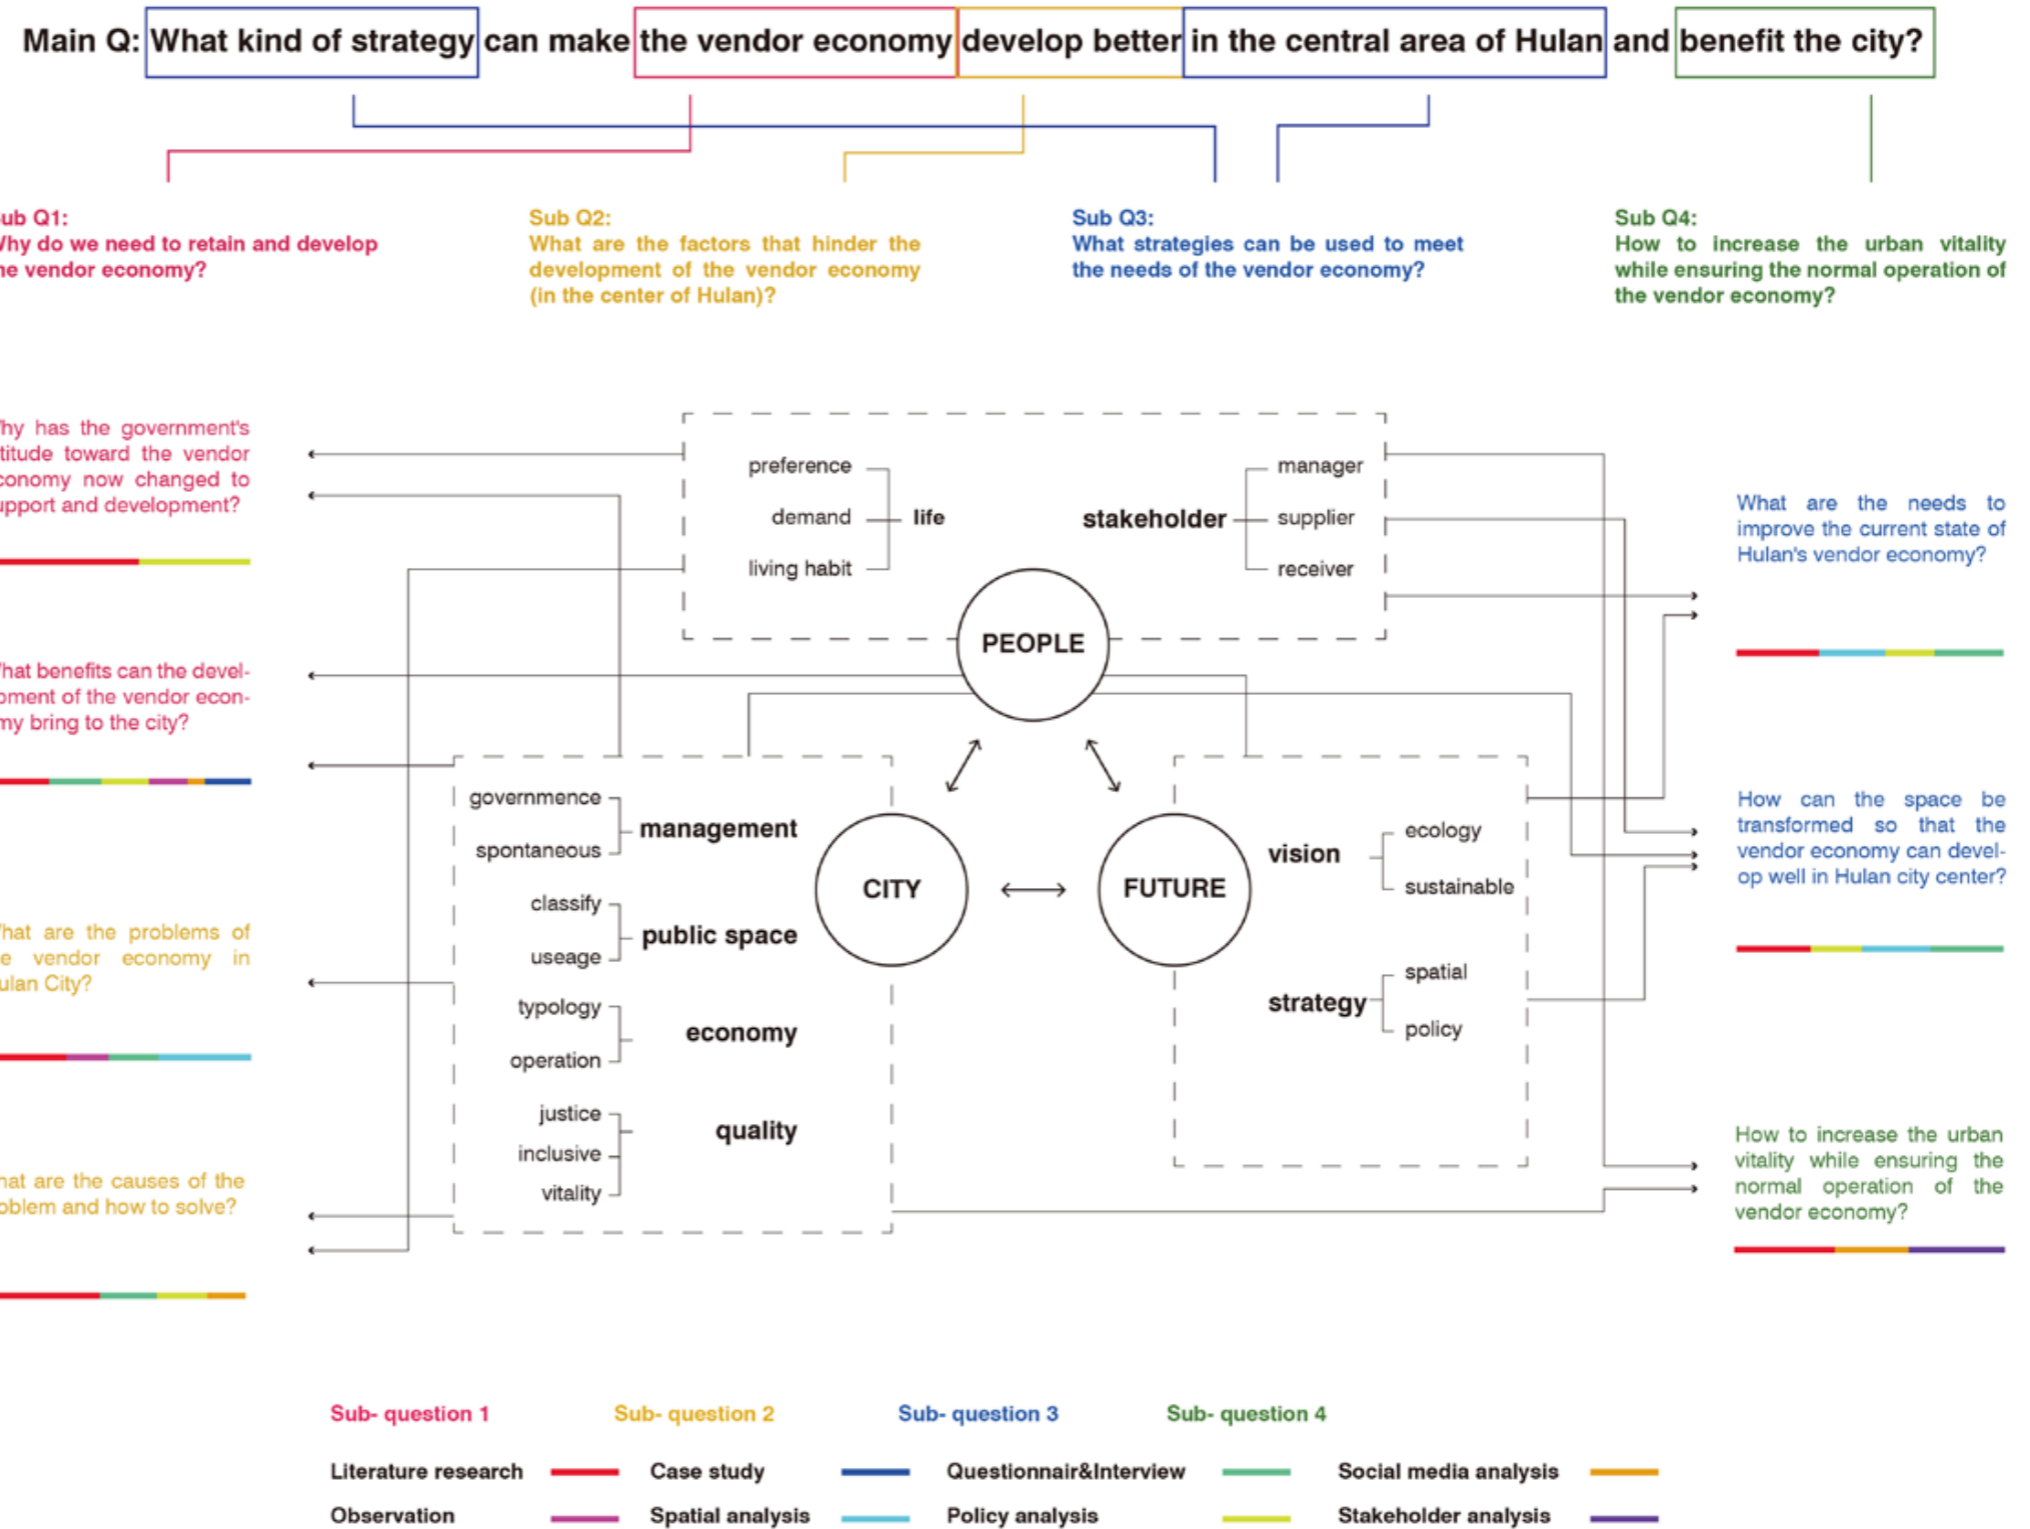 Main Q: What kind of strategy can make the vendor economy develop better in the central area of Hulan and benefit the city?
ub Q1:
Why do we need to retain and develop
he vendor economy?
Sub Q2:
What are the factors that hinder the
development of the vendor economy
(in the center of Hulan)?
Sub Q3:
What strategies can be used to meet
the needs of the vendor economy?
Sub Q4:
How to increase the urban vitality
while ensuring the normal operation of
the vendor economy?
hy has the government's
titude toward the vendor
conomy now changed to
upport and development?
hat benefits can the devel-
pment of the vendor econ-
my bring to the city?
hat are the problems of
e vendor economy in
ulan City?
hat are the causes of the
oblem and how to solve?
preference
demand
living habit
life
stakeholder
manager
supplier
receiver
PEOPLE
governmence
spontaneous
management
classify
useage
public space
typology
operation
economy
justice
inclusive
vitality
quality
CITY
FUTURE
vision
ecology
sustainable
strategy
spatial
policy
What are the needs to
improve the current state of
Hulan's vendor economy?
How can the space be
transformed so that the
vendor economy can devel-
op well in Hulan city center?
How to increase the urban
vitality while ensuring the
normal operation of the
vendor economy?
Sub- question 1
Sub- question 2
Sub- question 3
Sub- question 4
Literature research
Case study
Questionnair&Interview
Social media analysis
Observation
Spatial analysis
Policy analysis
Stakeholder analysis